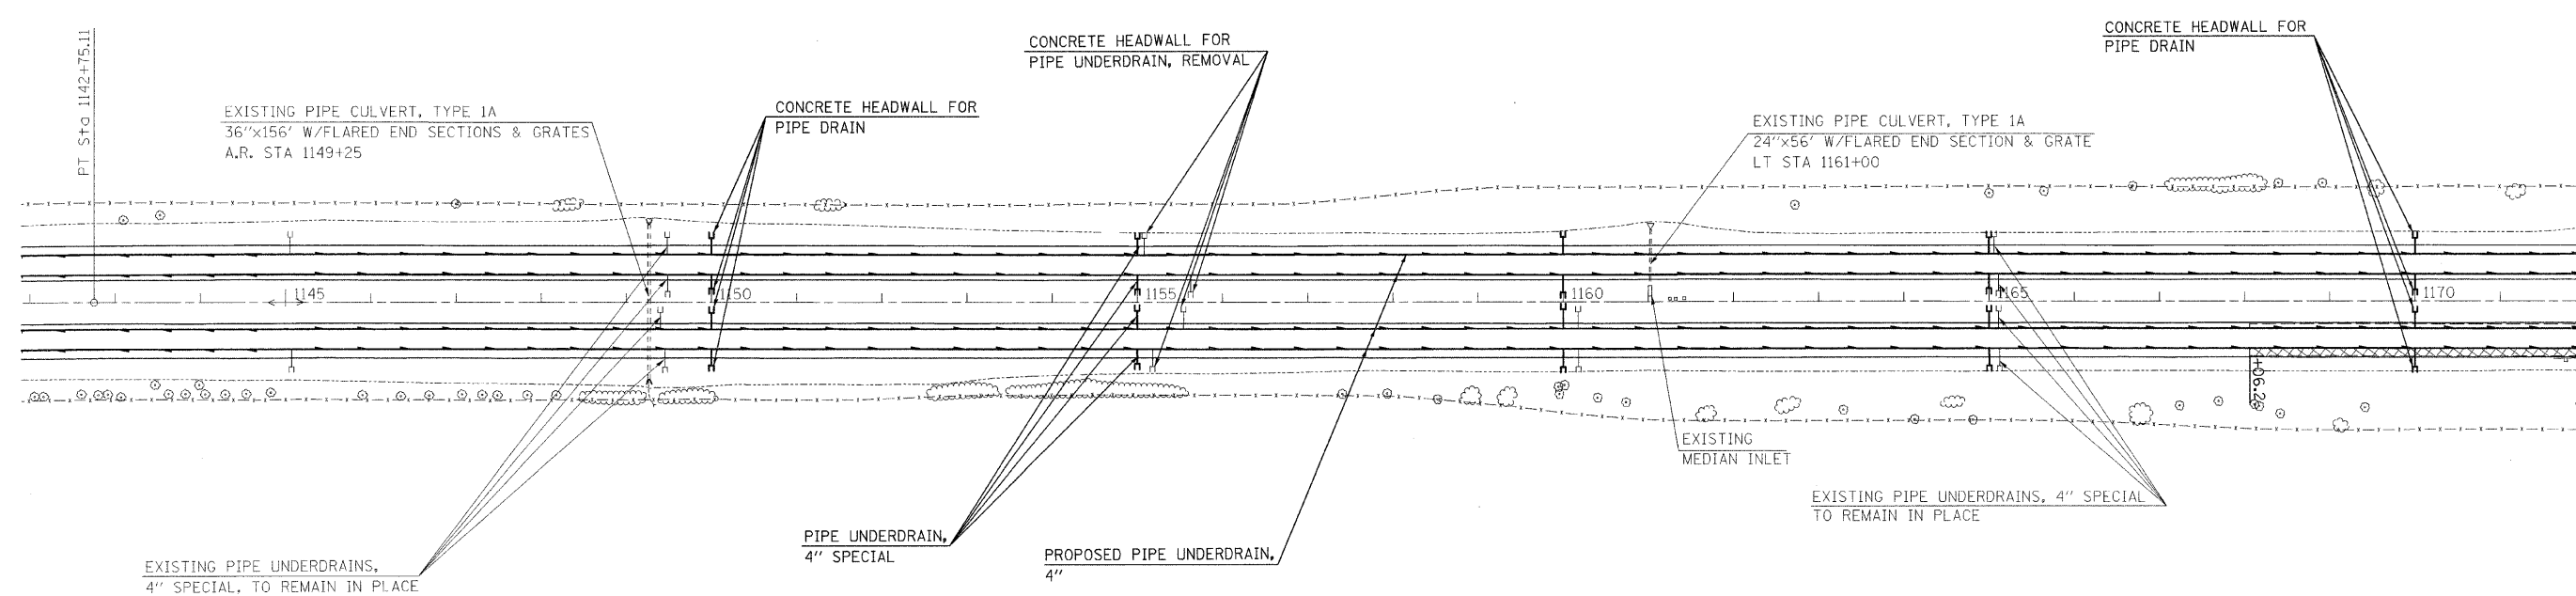 PT Sta 1142+75.11
EXISTING PIPE CULVERT, TYPE 1A
36"x156' W/FLARED END SECTIONS & GRATES
A.R. STA 1149+25
CONCRETE HEADWALL FOR
PIPE DRAIN
CONCRETE HEADWALL FOR
PIPE UNDERDRAIN, REMOVAL
EXISTING PIPE CULVERT, TYPE 1A
24"x56' W/FLARED END SECTION & GRATE
LT STA 1161+00
CONCRETE HEADWALL FOR
PIPE DRAIN
1145
1150
1155
1160
1165
1170
+06.2
EXISTING
MEDIAN INLET
EXISTING PIPE UNDERDRAINS, 4" SPECIAL
TO REMAIN IN PLACE
PIPE UNDERDRAIN,
4" SPECIAL
PROPOSED PIPE UNDERDRAIN,
4"
EXISTING PIPE UNDERDRAINS,
4" SPECIAL, TO REMAIN IN PLACE